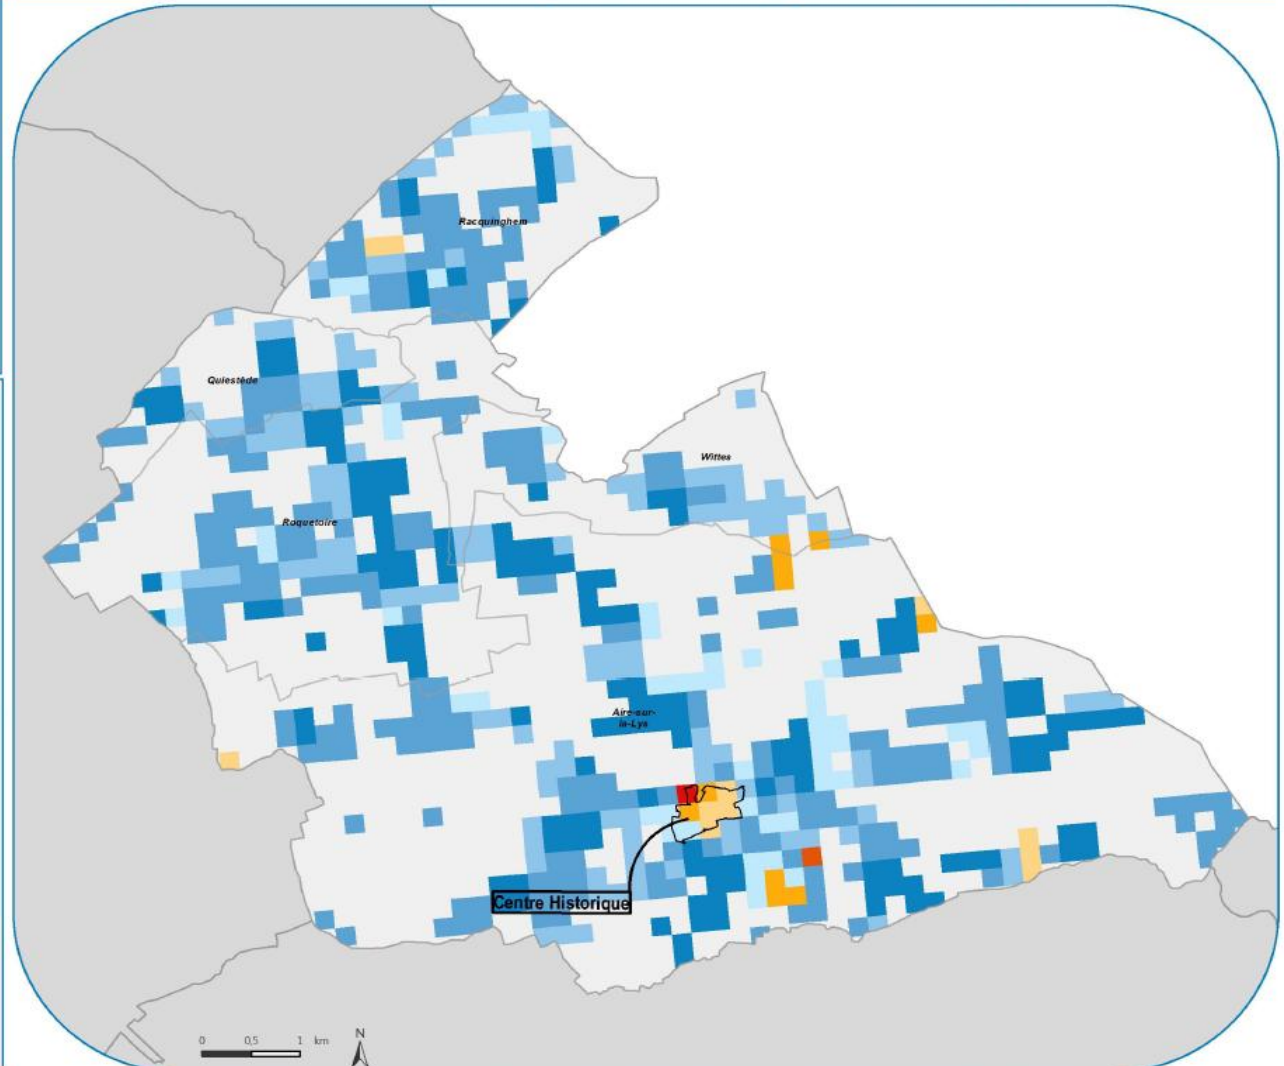 Racquinghem
Quiestède
Wittes
Roquetoire
Aire-sur-
la-Lys
Centre Historique
0 0,5 1 km
N